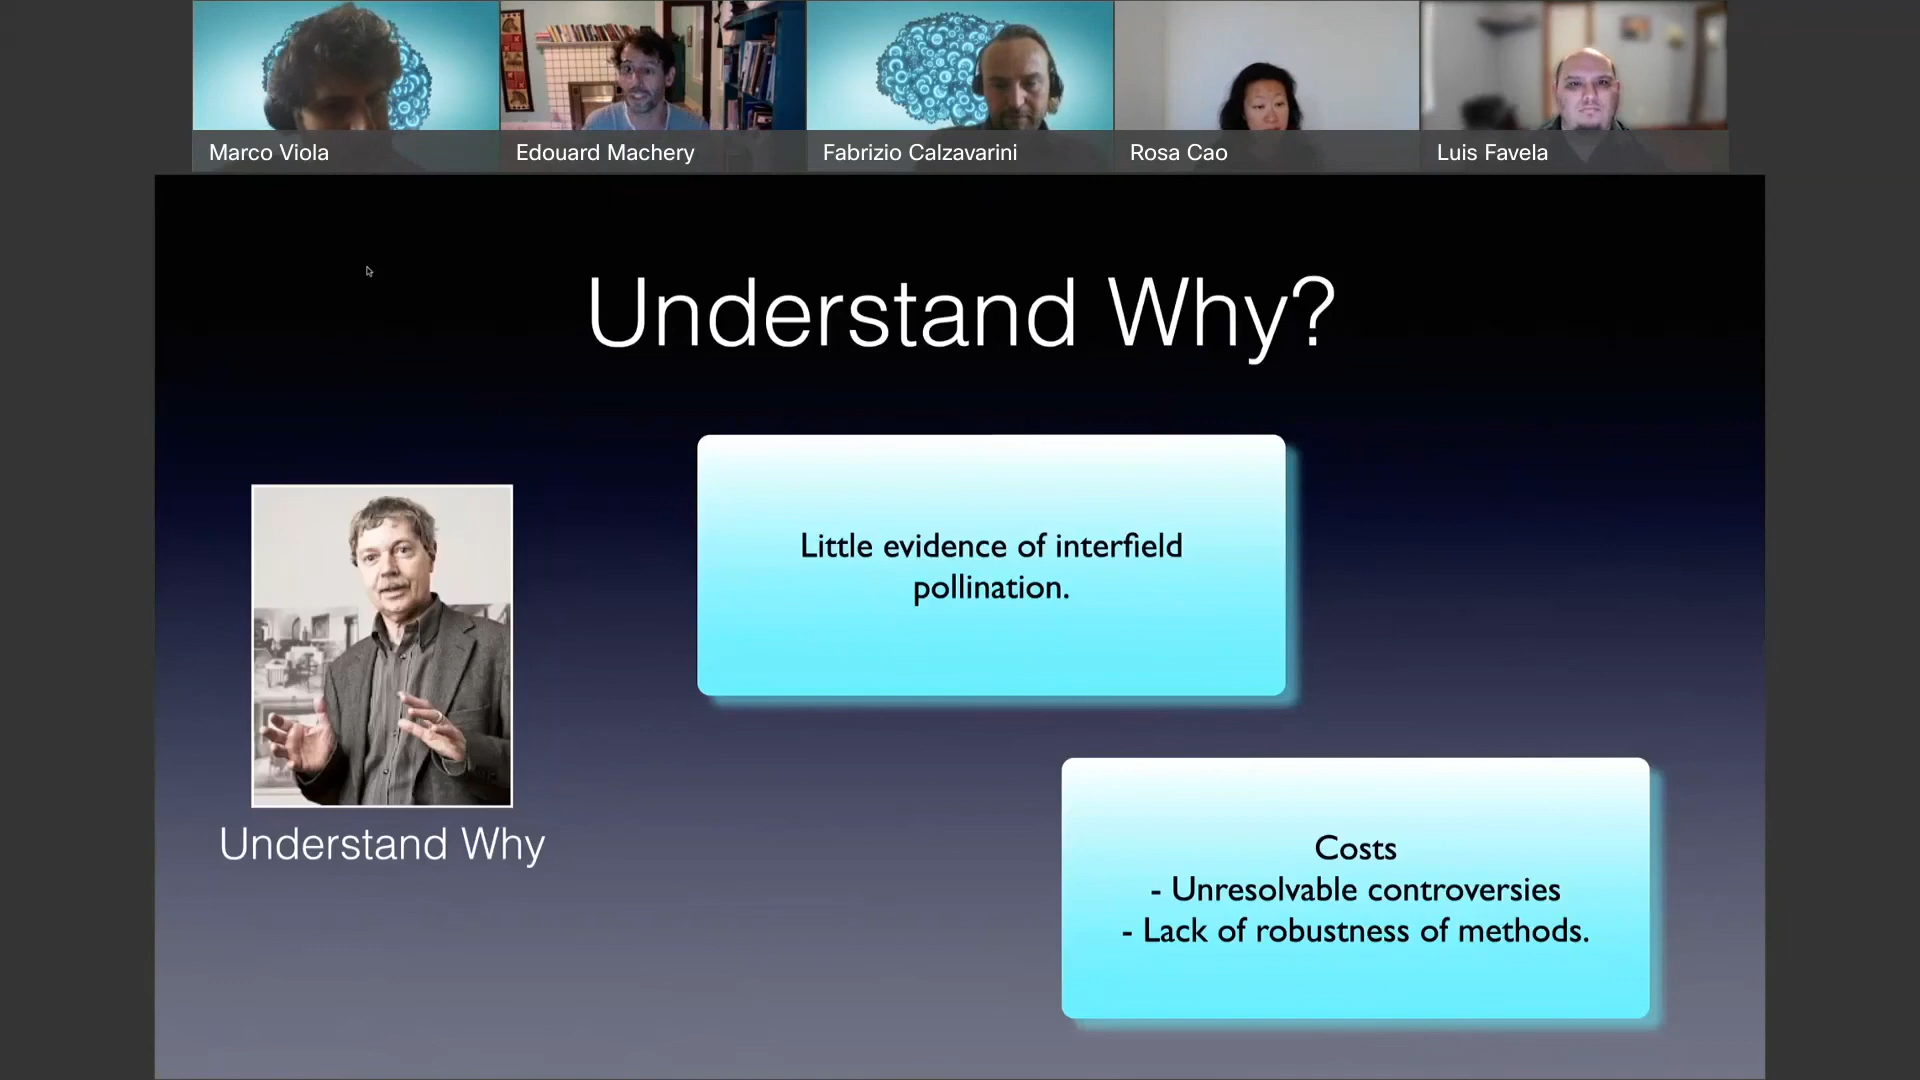 Marco Viola
Edouard Machery
Fabrizio Calzavarini
Rosa Cao
Luis Favela
Understand Why?
Little evidence of interfield
pollination.
Understand Why
Costs
- Unresolvable controversies
- Lack of robustness of methods.